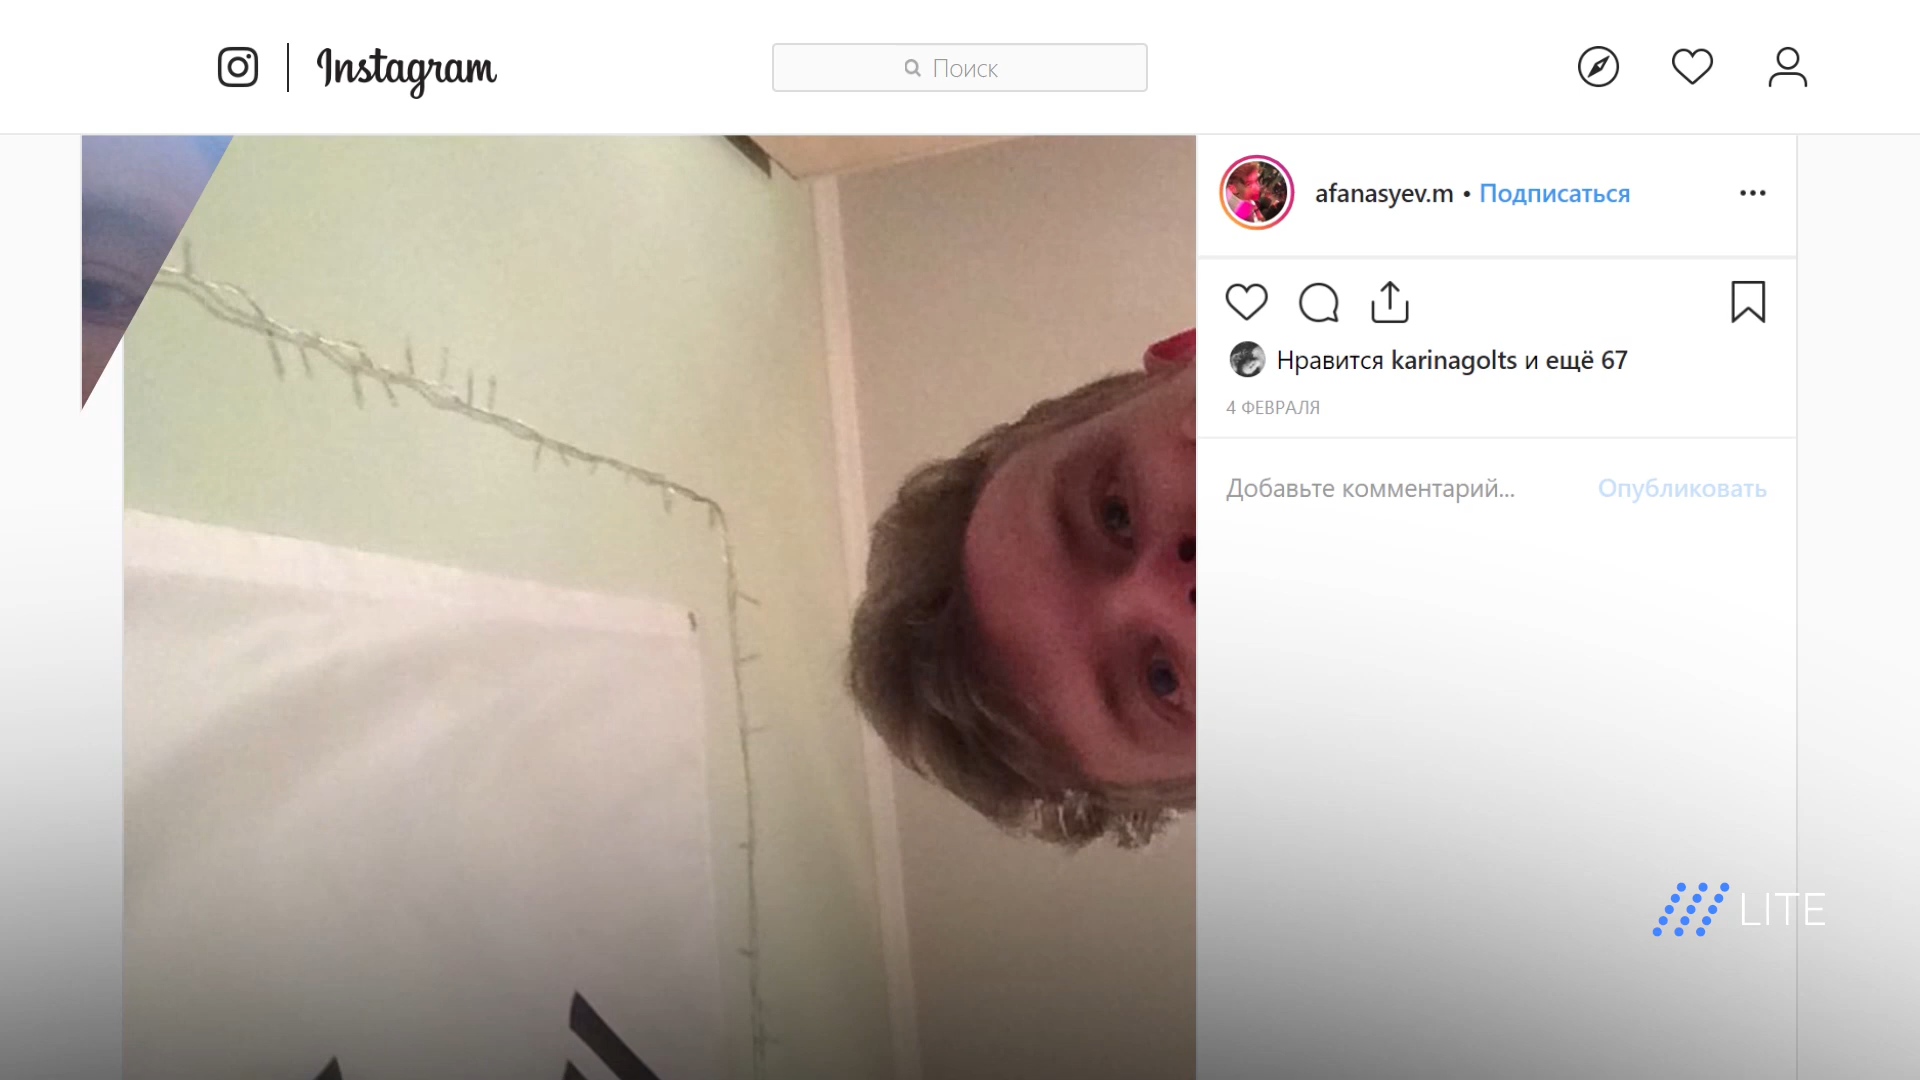 Instagram
Поиск
afanasyev.m • Подписаться
Нравится karinagolts и ещё 67
4 ФЕВРАЛЯ
Добавьте комментарий... Опубликовать
LITE